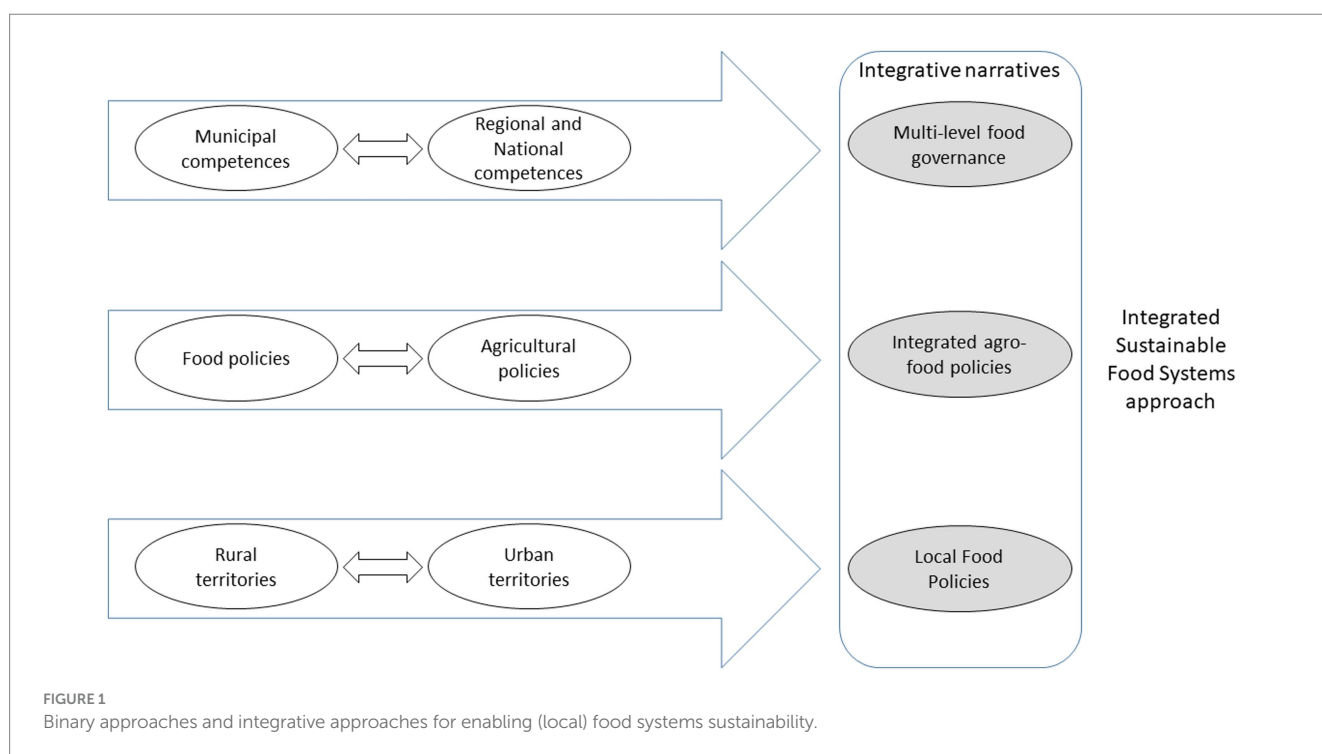 Integrative narratives
Municipal
competences
Regional and
National
competences
Multi-level food
governance
Food policies
Agricultural
policies
Integrated agro-
food policies
Integrated
Sustainable
Food Systems
approach
Rural
territories
Urban
territories
Local Food
Policies
FIGURE 1
Binary approaches and integrative approaches for enabling (local) food systems sustainability.